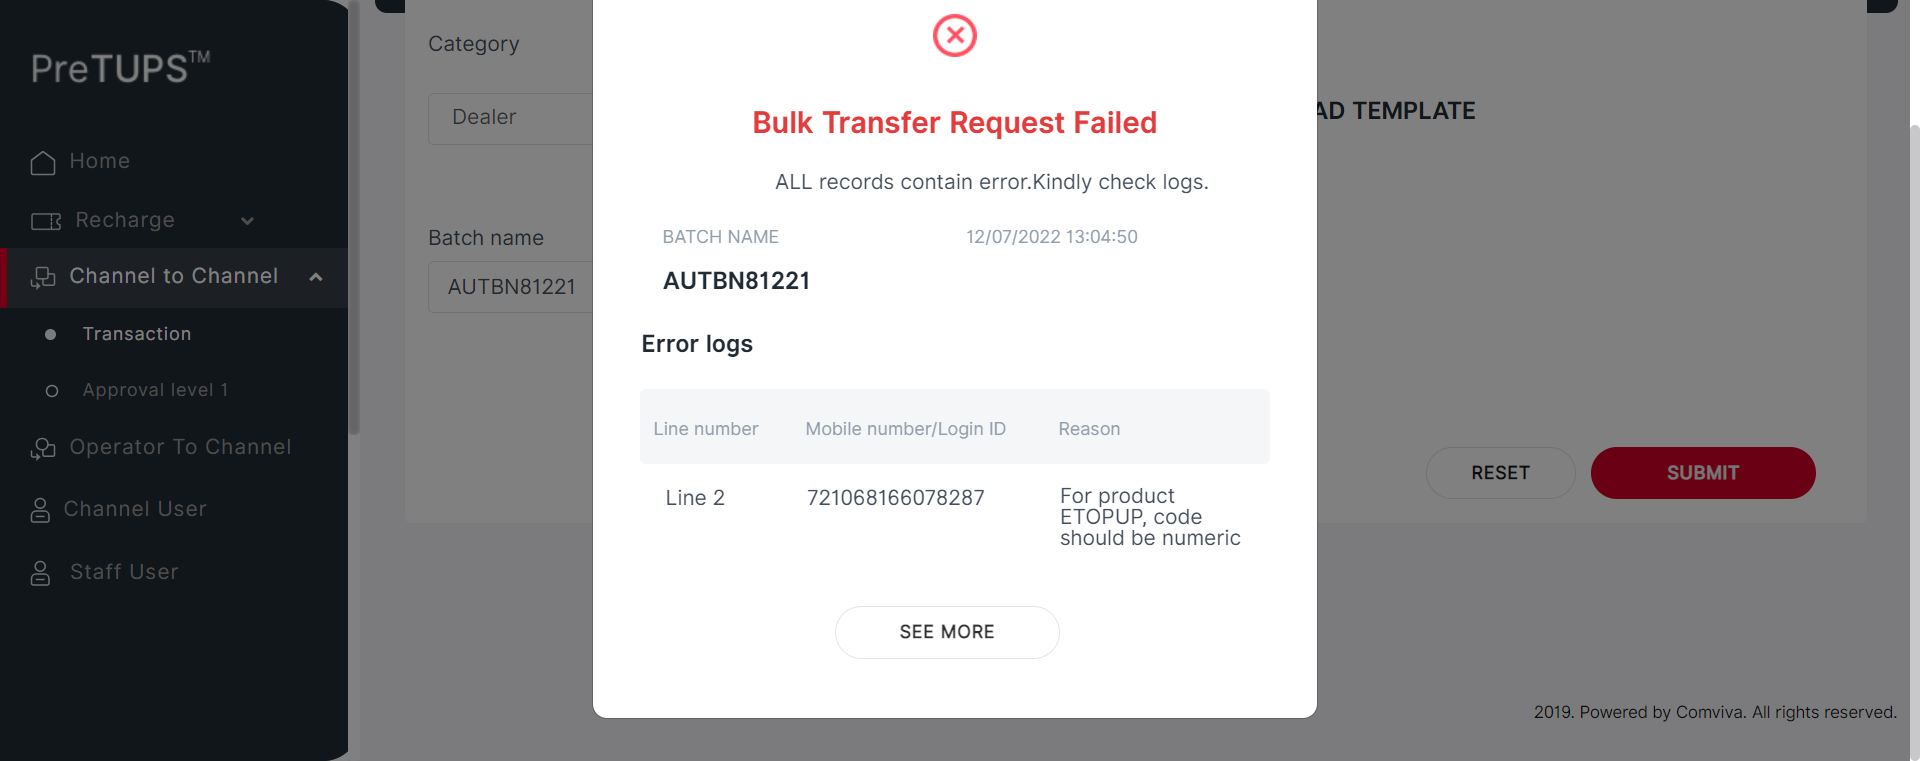 PreTUPS™
Home
Recharge
Channel to Channel
Transaction
Approval level 1
Operator To Channel
Channel User
Staff User
Category
Dealer
Batch name
AUTBN81221
AD TEMPLATE
RESET
SUBMIT
Bulk Transfer Request Failed
ALL records contain error.Kindly check logs.
BATCH NAME 12/07/2022 13:04:50
AUTBN81221
Error logs
Line number Mobile number/Login ID Reason
Line 2 721068166078287 For product
ETOPUP, code
should be numeric
SEE MORE
2019. Powered by Comviva. All rights reserved.